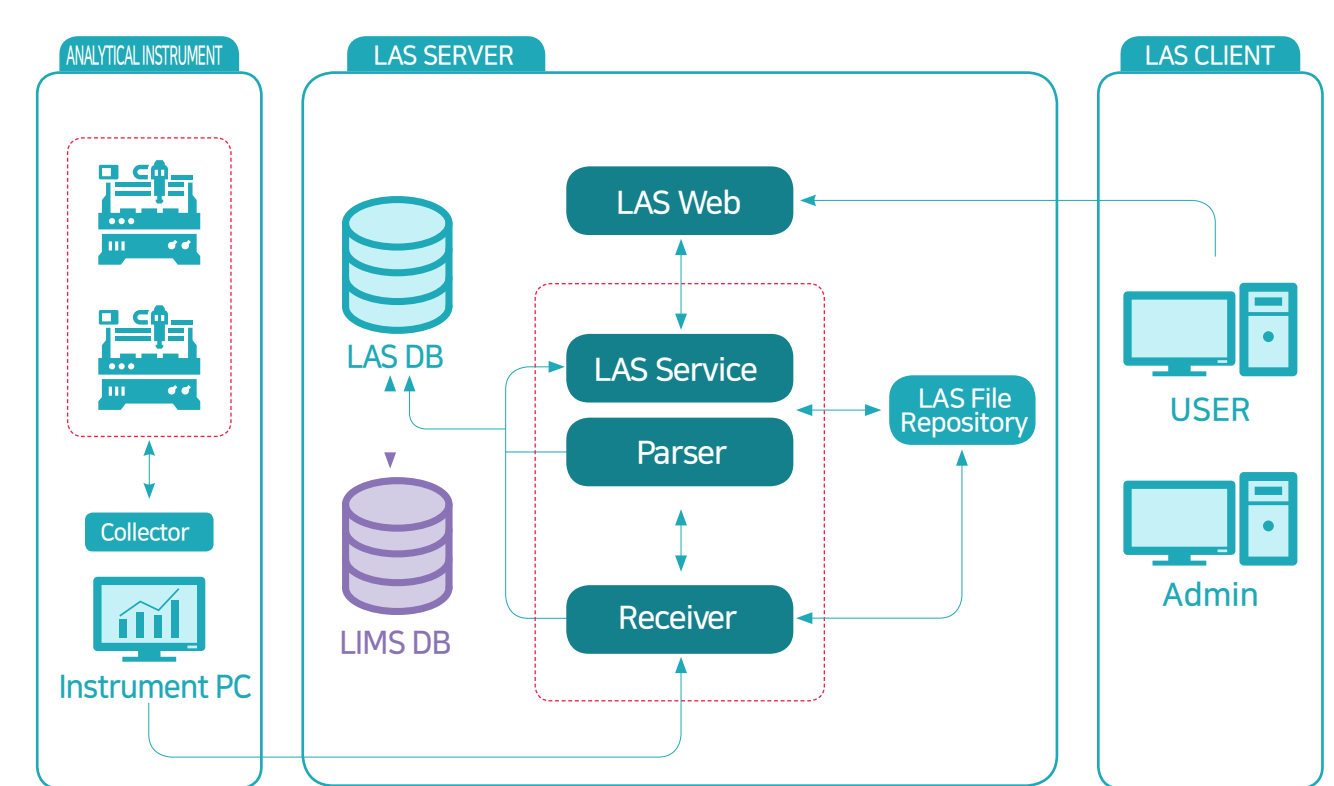 ANALYTICAL INSTRUMENT
LAS SERVER
LAS CLIENT
LAS Web
LAS DB
LAS Service
LAS File
Repository
USER
Parser
Collector
Admin
Receiver
LIMS DB
Instrument PC